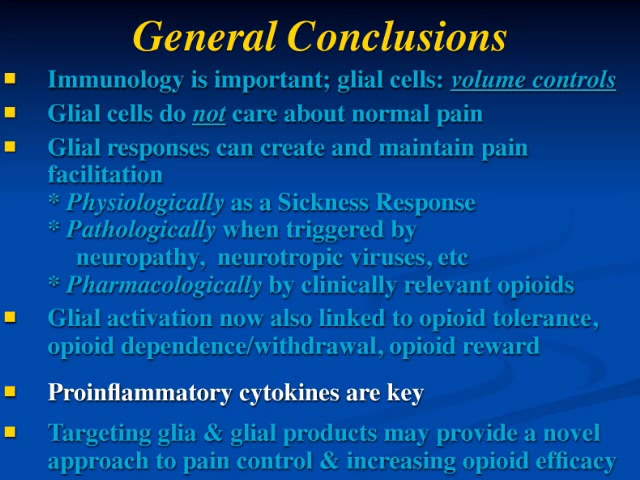 General Conclusions
Immunology is important; glial cells: volume controls
Glial cells do not care about normal pain
Glial responses can create and maintain pain
facilitation
* Physiologically as a Sickness Response
* Pathologically when triggered by
neuropathy, neurotropic viruses, etc
* Pharmacologically by clinically relevant opioids
Glial activation now also linked to opioid tolerance,
opioid dependence/withdrawal, opioid reward
Proinflammatory cytokines are key
Targeting glia & glial products may provide a novel
approach to pain control & increasing opioid efficacy